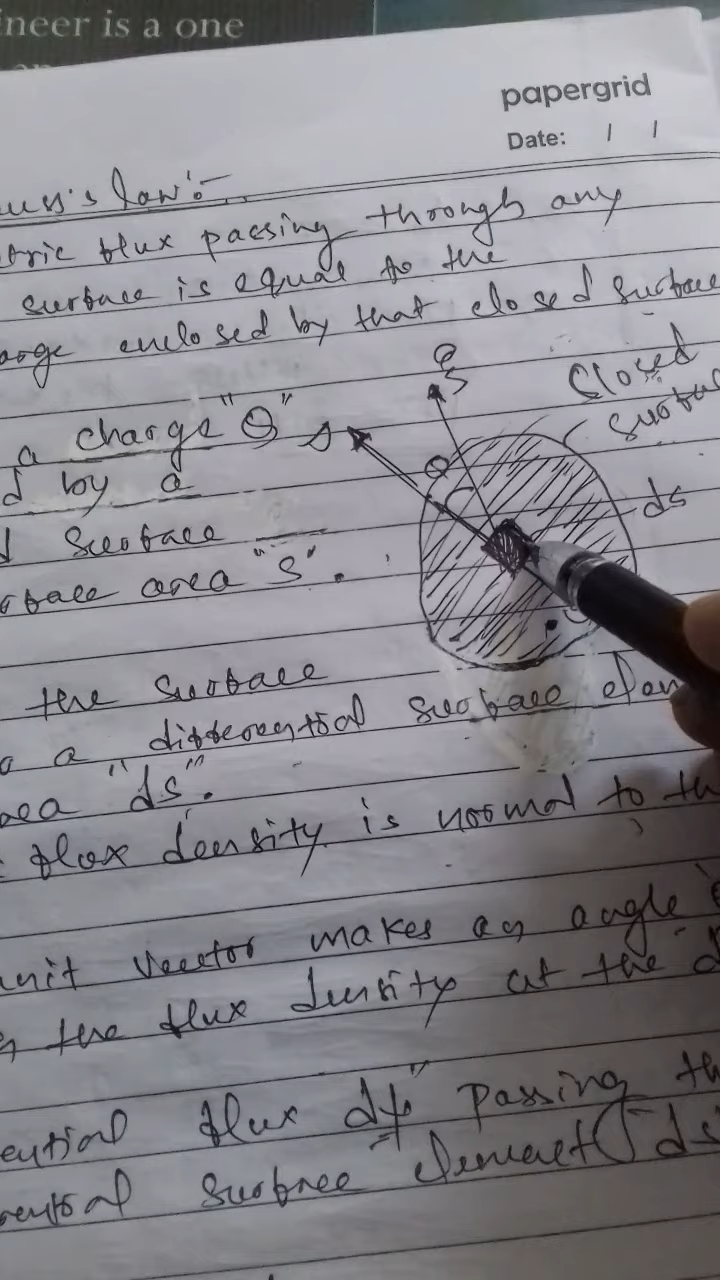 ineer is a one
papergrid
Date: / /
uss's law:-
tric flux passing through any
surface is equal to the
arge enclosed by that closed surface
closed
a charge "Q"
d by a
ds
d surface
rface area "S".
the surface
a differential surface elem
rea "ds".
flux density is normal to th
unit vector makes an angle
the flux density at the d
ential flux dψ" passing th
rential surface element ds